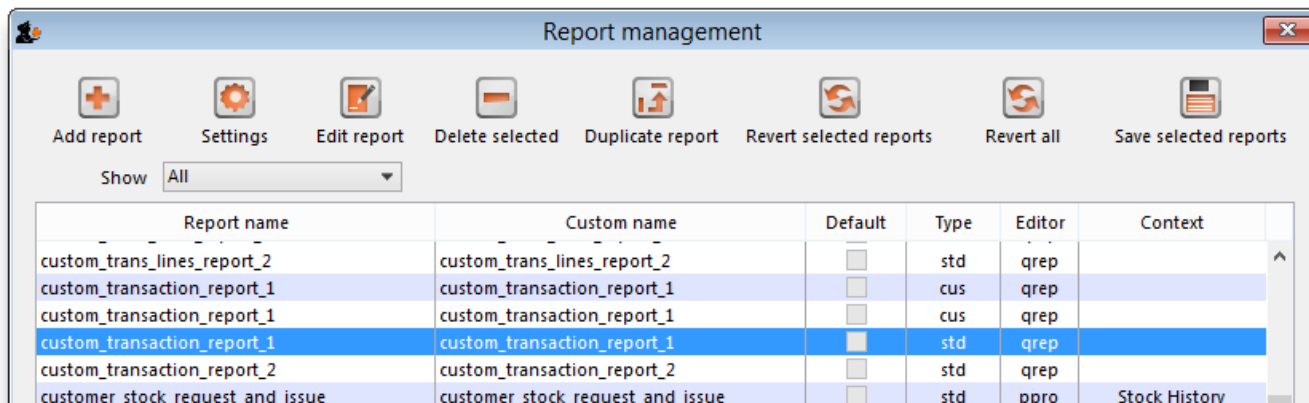 Report management
Add report Settings Edit report Delete selected Duplicate report Revert selected reports Revert all Save selected reports
Show All
Report name Custom name Default Type Editor Context
custom_trans_lines_report_2 custom_trans_lines_report_2 std qrep
custom_transaction_report_1 custom_transaction_report_1 cus qrep
custom_transaction_report_1 custom_transaction_report_1 cus qrep
custom_transaction_report_1 custom_transaction_report_1 std qrep
custom_transaction_report_2 custom_transaction_report_2 std qrep
customer_stock_request_and_issue customer_stock_request_and_issue std ppro Stock History